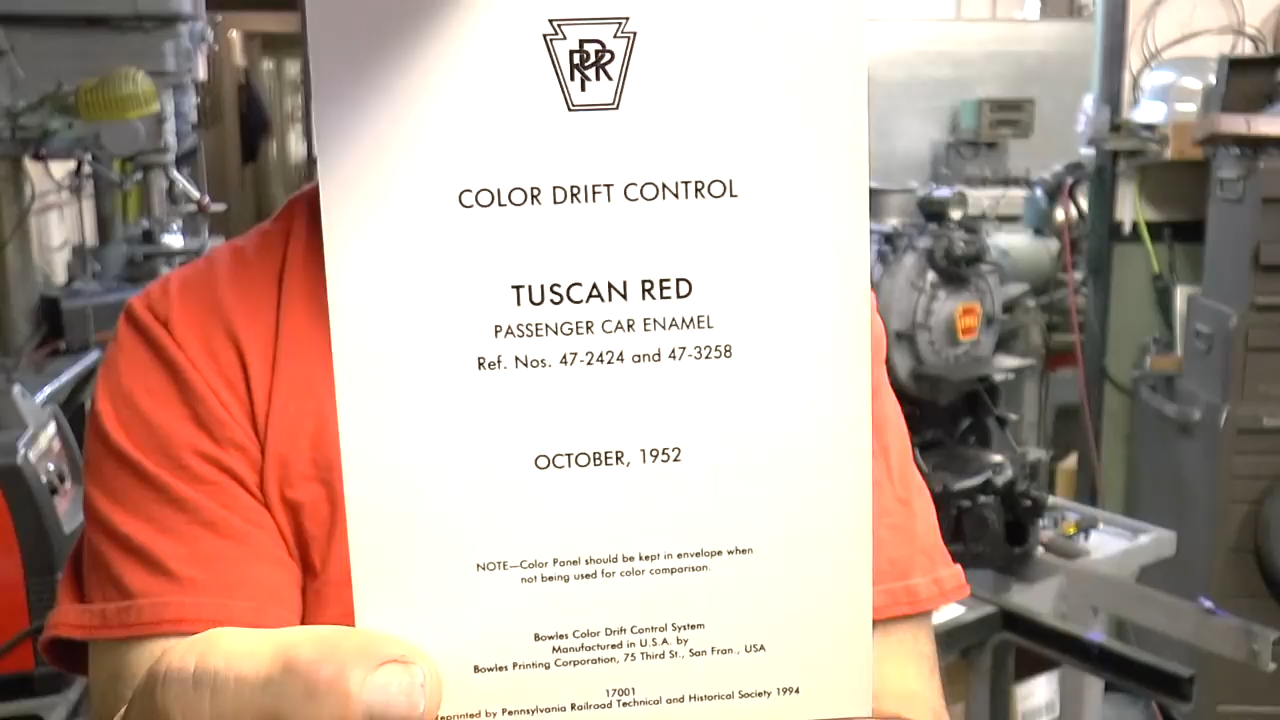 PRR
COLOR DRIFT CONTROL
TUSCAN RED
PASSENGER CAR ENAMEL
Ref. Nos. 47-2424 and 47-3258
OCTOBER, 1952
NOTE—Color Panel should be kept in envelope when
not being used for color comparison.
Bowles Color Drift Control System
Manufactured in U.S.A. by
Bowles Printing Corporation, 75 Third St., San Fran., USA
17001
Reprinted by Pennsylvania Railroad Technical and Historical Society 1994